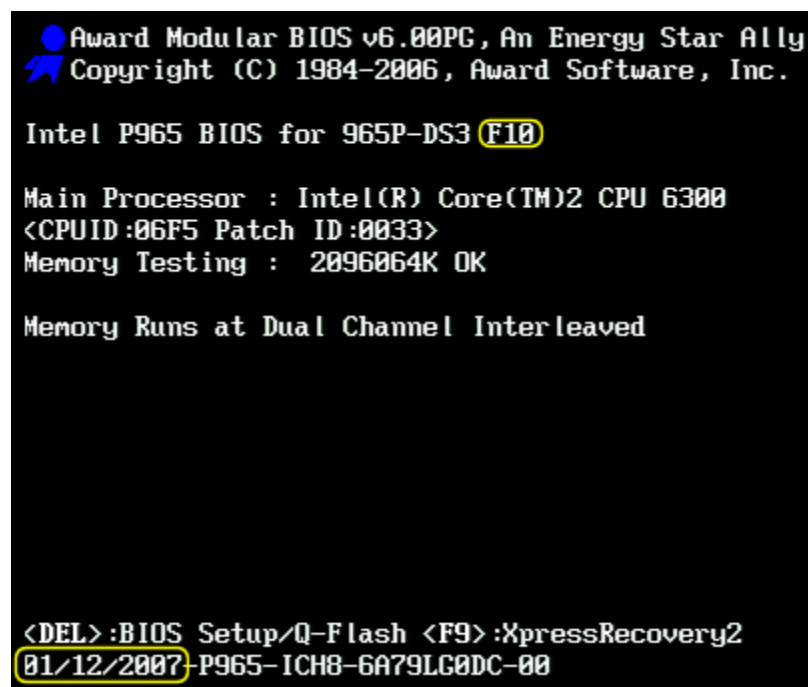 Award Modular BIOS v6.00PG, An Energy Star Ally
Copyright (C) 1984-2006, Award Software, Inc.
Intel P965 BIOS for 965P-DS3 F10
Main Processor : Intel(R) Core(TM)2 CPU 6300
<CPUID:06F5 Patch ID:0033>
Memory Testing : 2096064K OK
Memory Runs at Dual Channel Interleaved
<DEL>:BIOS Setup/Q-Flash <F9>:XpressRecovery2
01/12/2007-P965-ICH8-6A79LG0DC-00